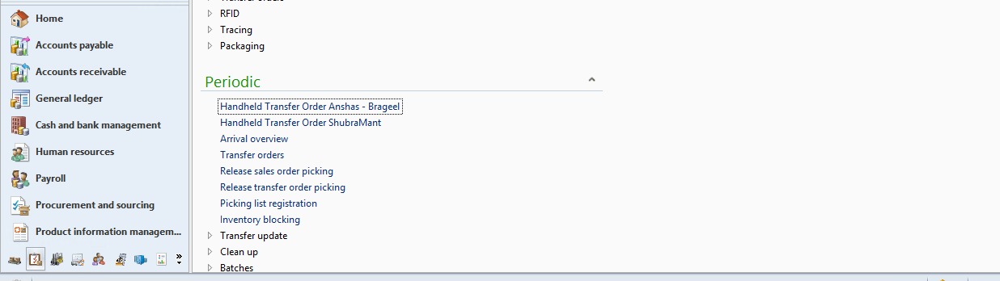 Home
Accounts payable
Accounts receivable
General ledger
Cash and bank management
Human resources
Payroll
Procurement and sourcing
Product information managem...
RFID
Tracing
Packaging
Periodic
Handheld Transfer Order Anshas - Brageel
Handheld Transfer Order ShubraMant
Arrival overview
Transfer orders
Release sales order picking
Release transfer order picking
Picking list registration
Inventory blocking
Transfer update
Clean up
Batches